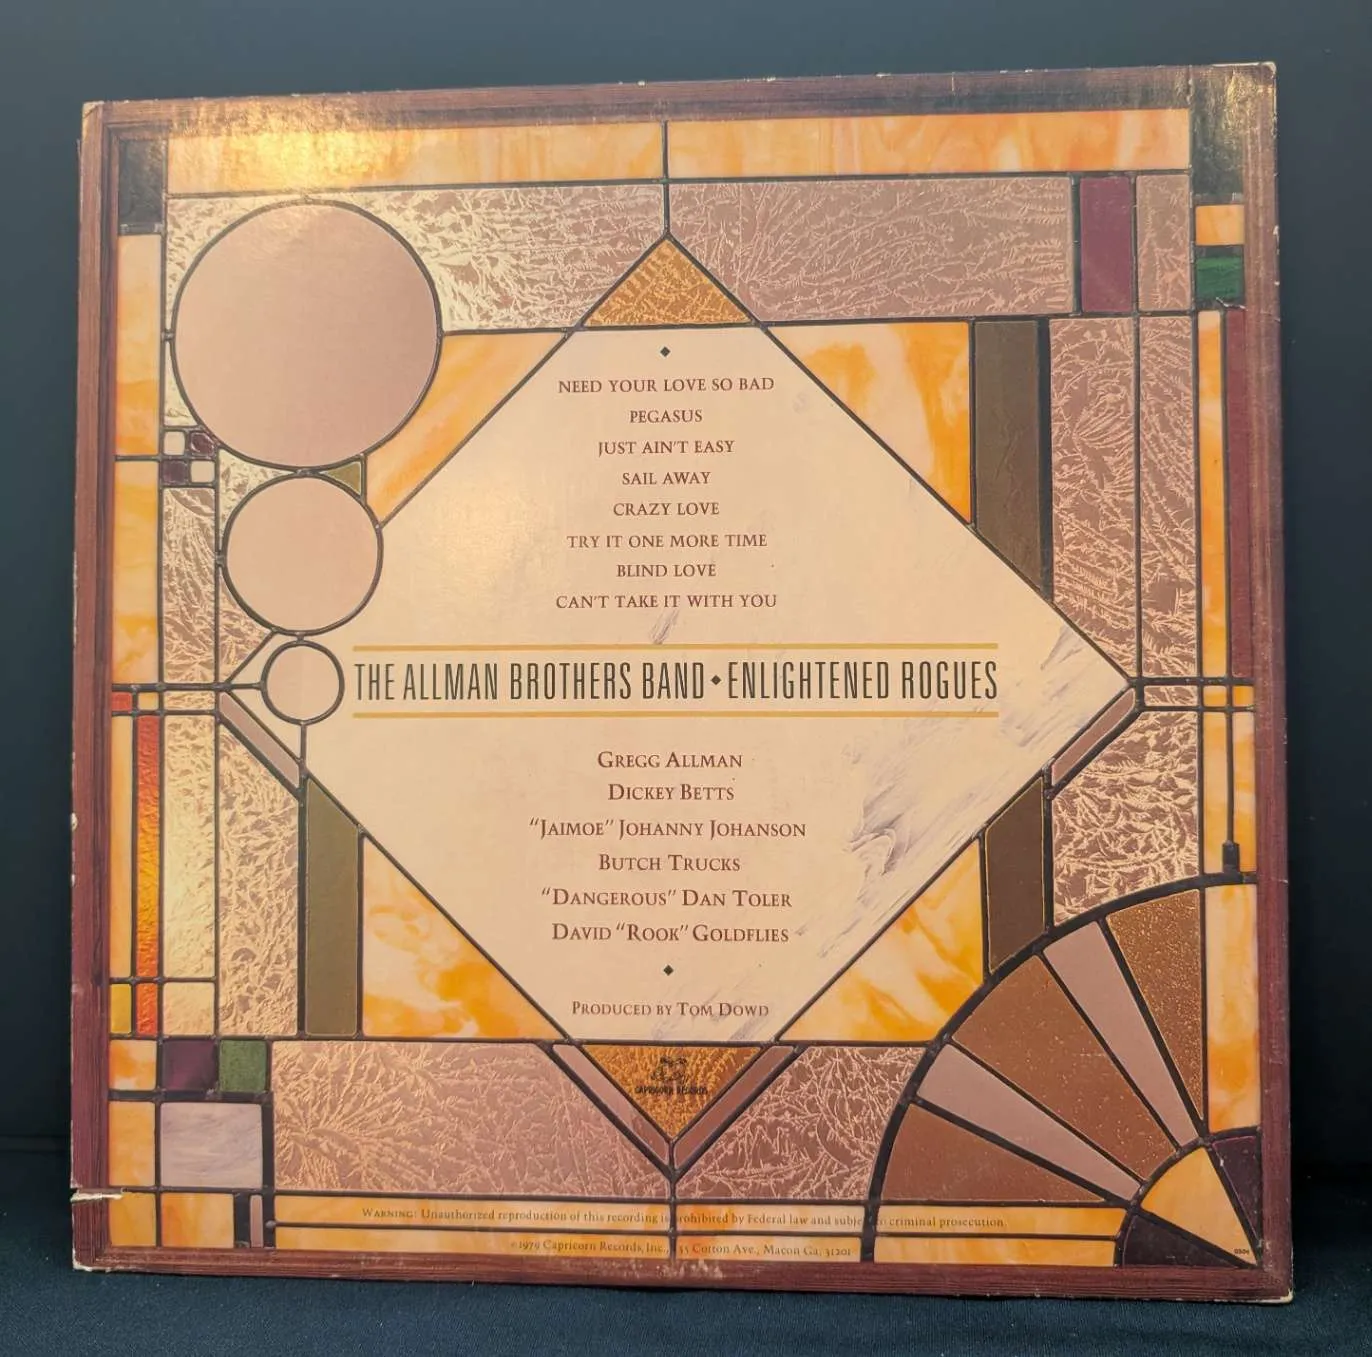 NEED YOUR LOVE SO BAD
PEGASUS
JUST AIN'T EASY
SAIL AWAY
CRAZY LOVE
TRY IT ONE MORE TIME
BLIND LOVE
CAN'T TAKE IT WITH YOU
THE ALLMAN BROTHERS BAND ◆ ENLIGHTENED ROGUES
GREGG ALLMAN
DICKEY BETTS
"JAIMOE" JOHANNY JOHANSON
BUTCH TRUCKS
"DANGEROUS" DAN TOLER
DAVID "ROOK" GOLDFLIES
PRODUCED BY TOM DOWD
CAPRICORN RECORDS
WARNING: Unauthorized reproduction of this recording is prohibited by Federal law and subject to criminal prosecution
©1979 Capricorn Records, Inc., 535 Cotton Ave., Macon Ga. 31201